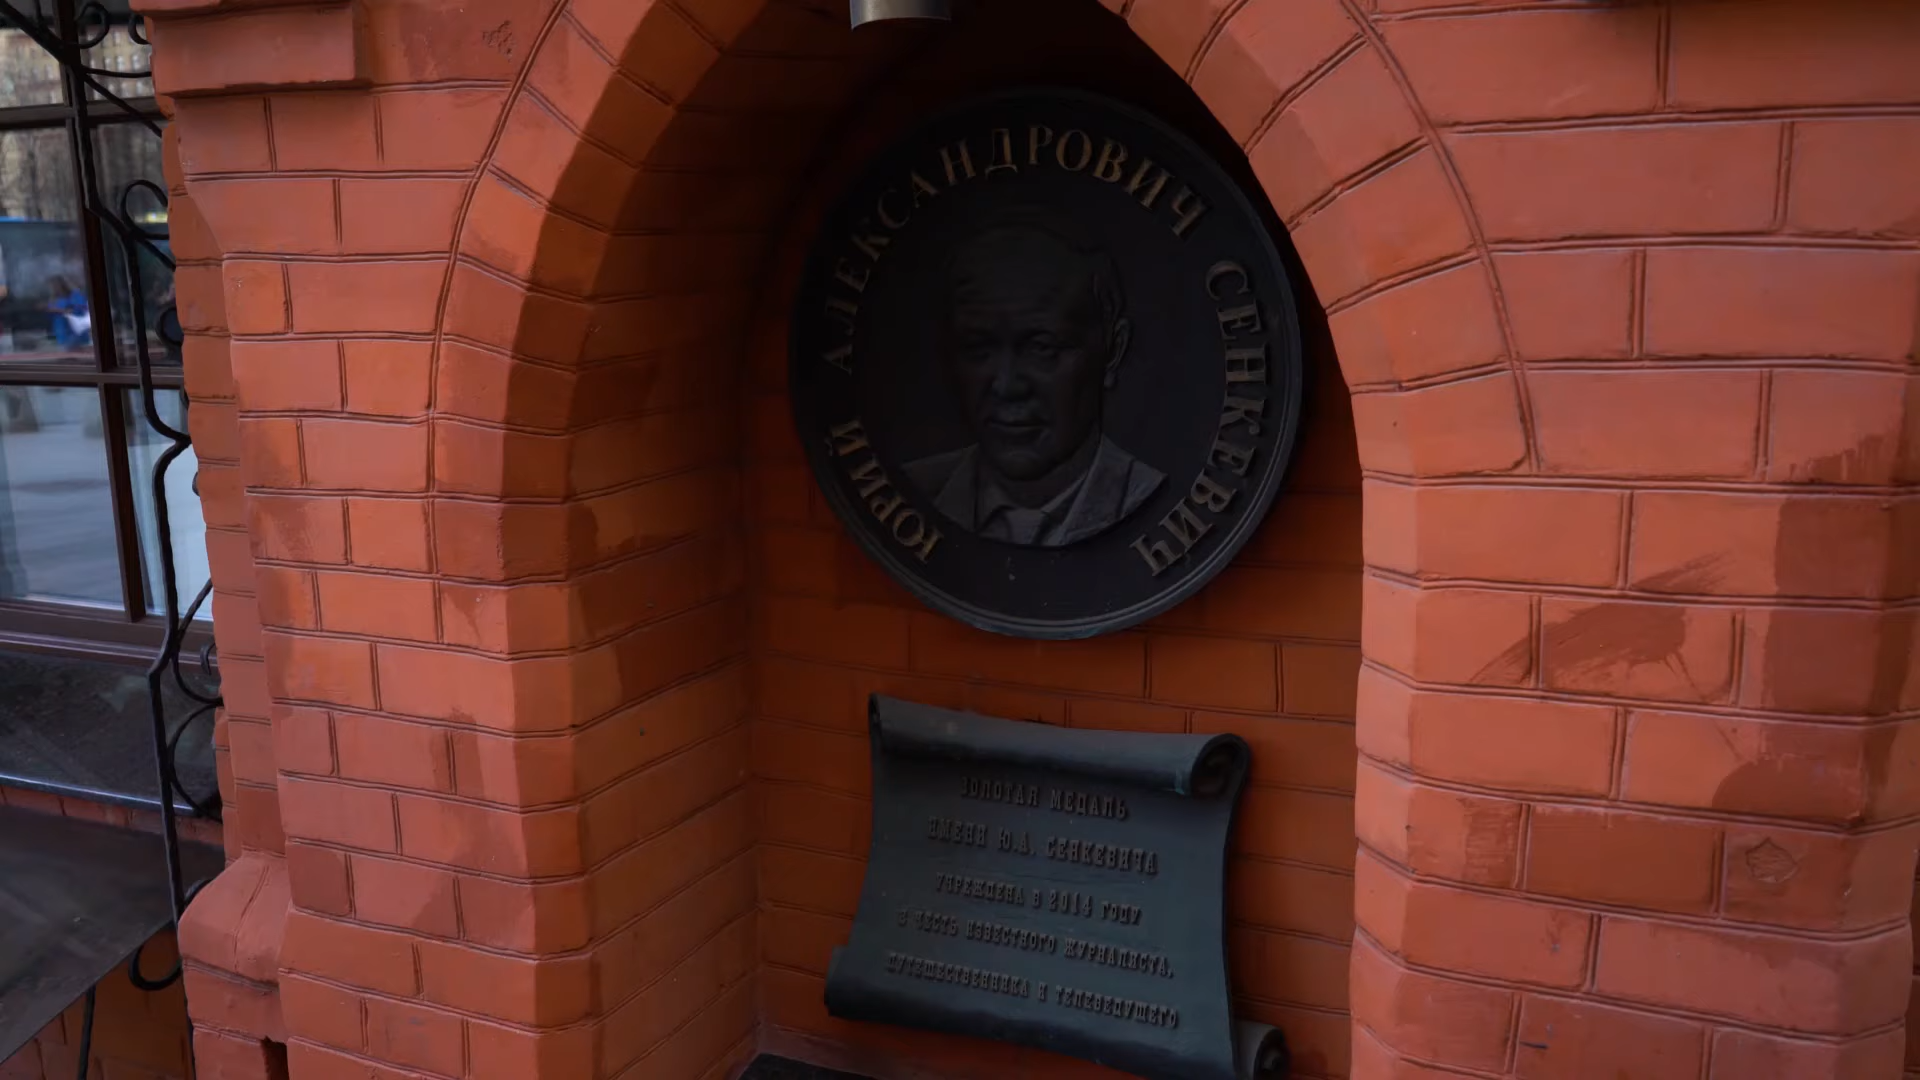 ЮРИЙ АЛЕКСАНДРОВИЧ СЕНКЕВИЧ
ЗОЛОТАЯ МЕДАЛЬ
ИМЕНИ Ю.А. СЕНКЕВИЧА
УЧРЕЖДЕНА В 2014 ГОДУ
В ЧЕСТЬ ИЗВЕСТНОГО ЖУРНАЛИСТА,
ПУТЕШЕСТВЕННИКА И ТЕЛЕВЕДУЩЕГО